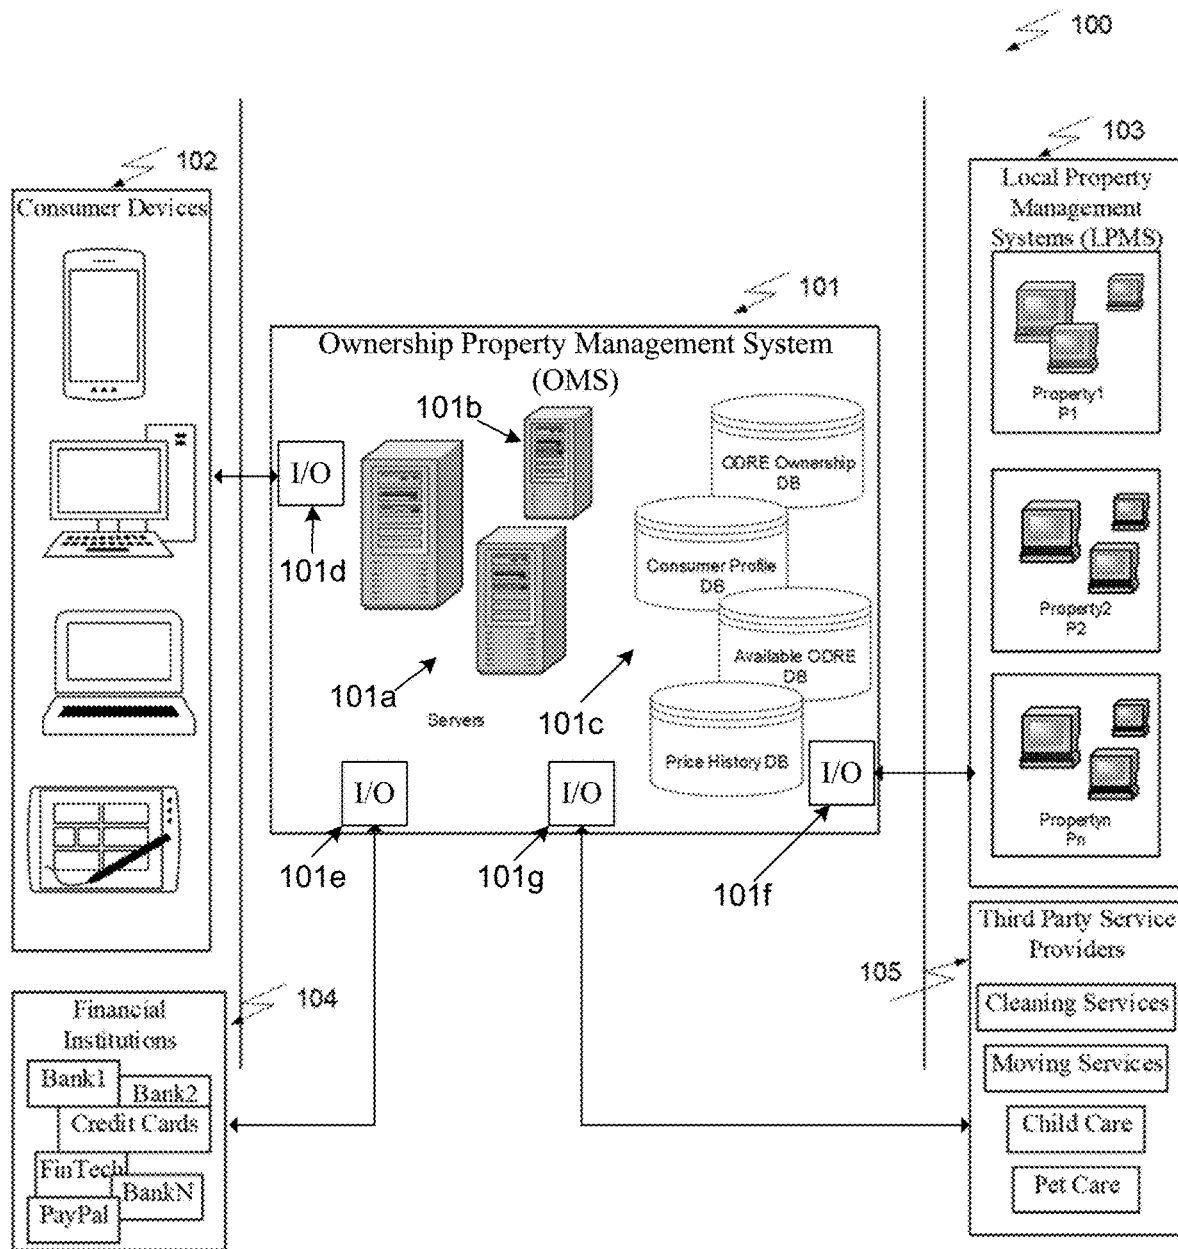 100
102
Consumer Devices
103
Local Property
Management
Systems (LPMS)
Property1
P1
Property2
P2
Propertyn
Pn
101
Ownership Property Management System
(OMS)
101b
I/O
101d
101a
Servers
101c
ODRE Ownership
DB
Consumer Profile
DB
Available ODRE
DB
Price History DB
I/O
101e
I/O
101g
I/O
101f
104
Financial
Institutions
Bank1
Bank2
Credit Cards
FinTech
BankN
PayPal
105
Third Party Service
Providers
Cleaning Services
Moving Services
Child Care
Pet Care